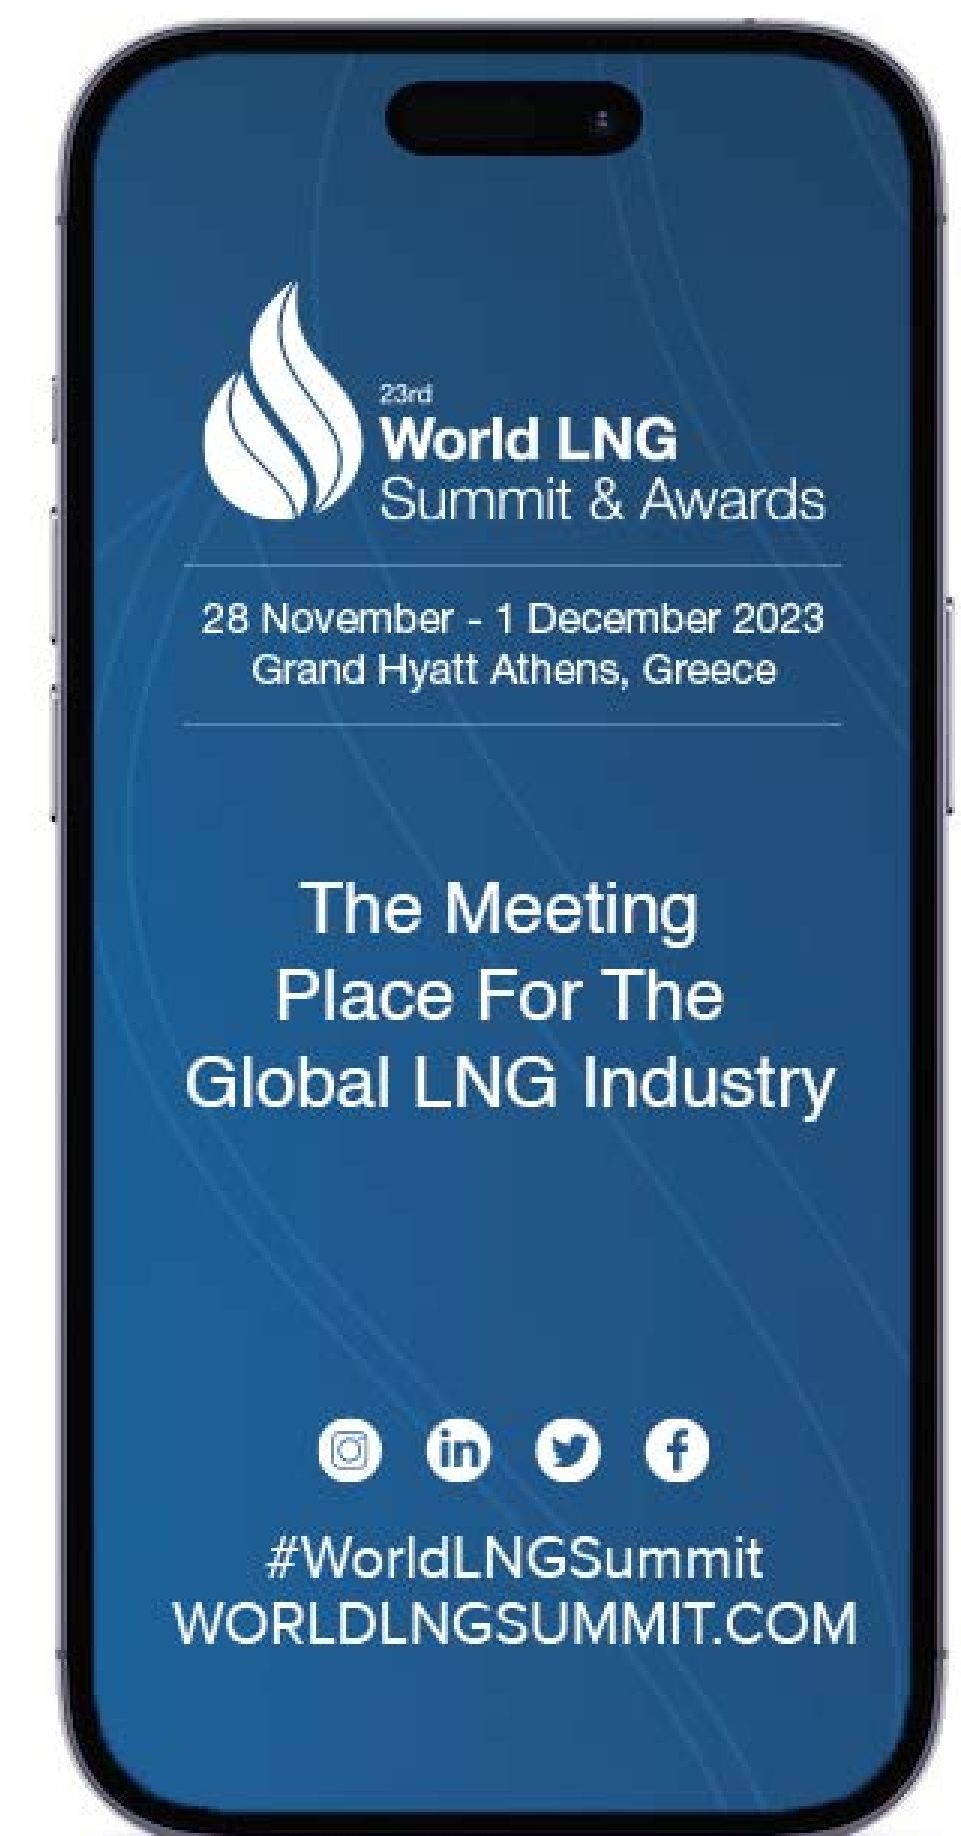 23rd
World LNG
Summit & Awards
28 November - 1 December 2023
Grand Hyatt Athens, Greece
The Meeting
Place For The
Global LNG Industry
#WorldLNGSummit
WORLDLNGSUMMIT.COM